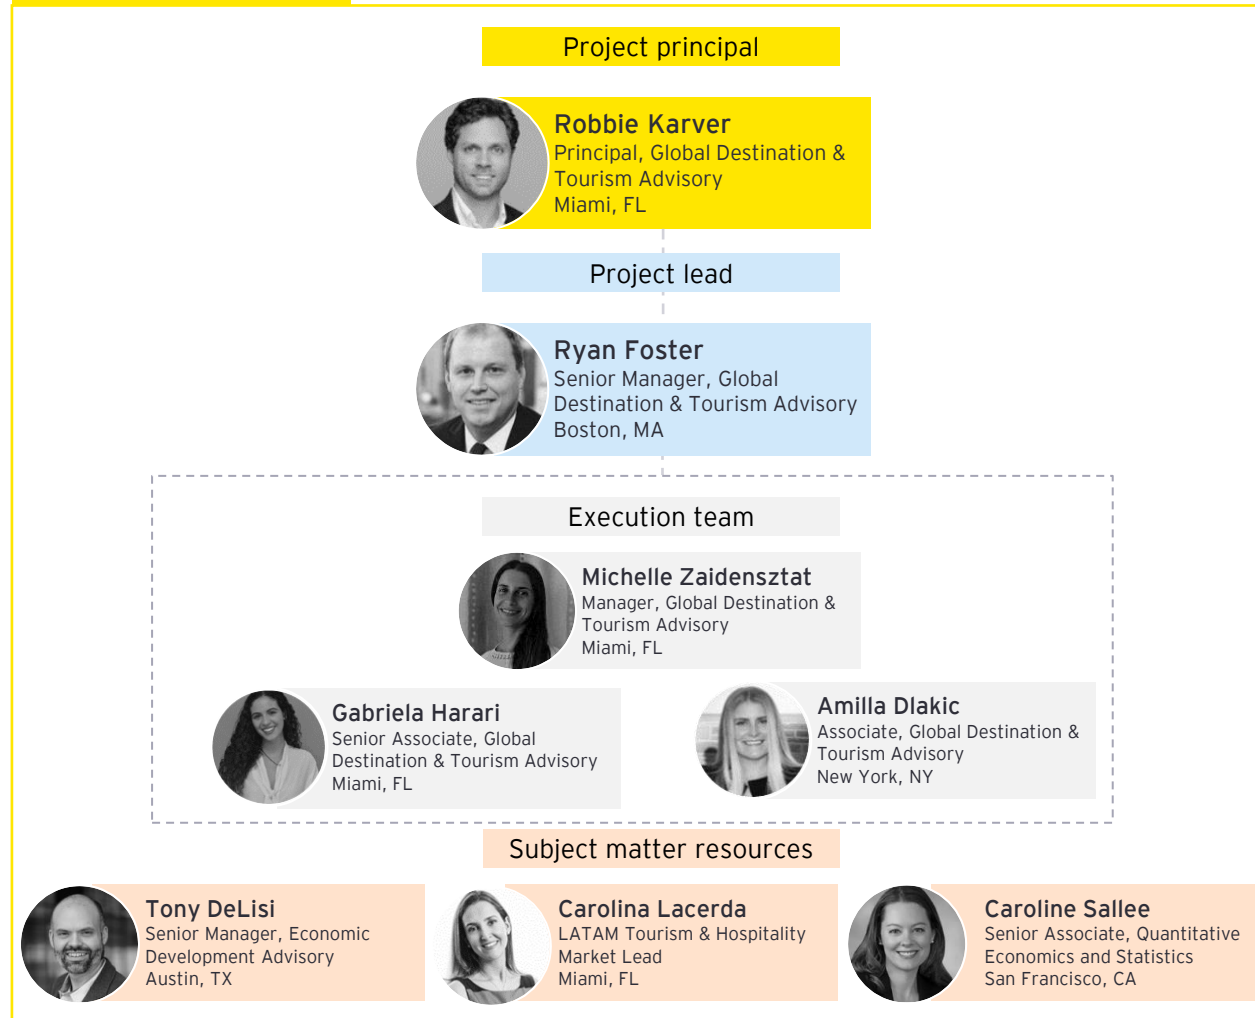 Project principal
Robbie Karver
Principal, Global Destination &
Tourism Advisory
Miami, FL
Project lead
Ryan Foster
Senior Manager, Global
Destination & Tourism Advisory
Boston, MA
Execution team
Michelle Zaidensztat
Manager, Global Destination &
Tourism Advisory
Miami, FL
Gabriela Harari
Senior Associate, Global
Destination & Tourism Advisory
Miami, FL
Amilla Dlakic
Associate, Global Destination &
Tourism Advisory
New York, NY
Subject matter resources
Tony DeLisi
Senior Manager, Economic
Development Advisory
Austin, TX
Carolina Lacerda
LATAM Tourism & Hospitality
Market Lead
Miami, FL
Caroline Sallee
Senior Associate, Quantitative
Economics and Statistics
San Francisco, CA